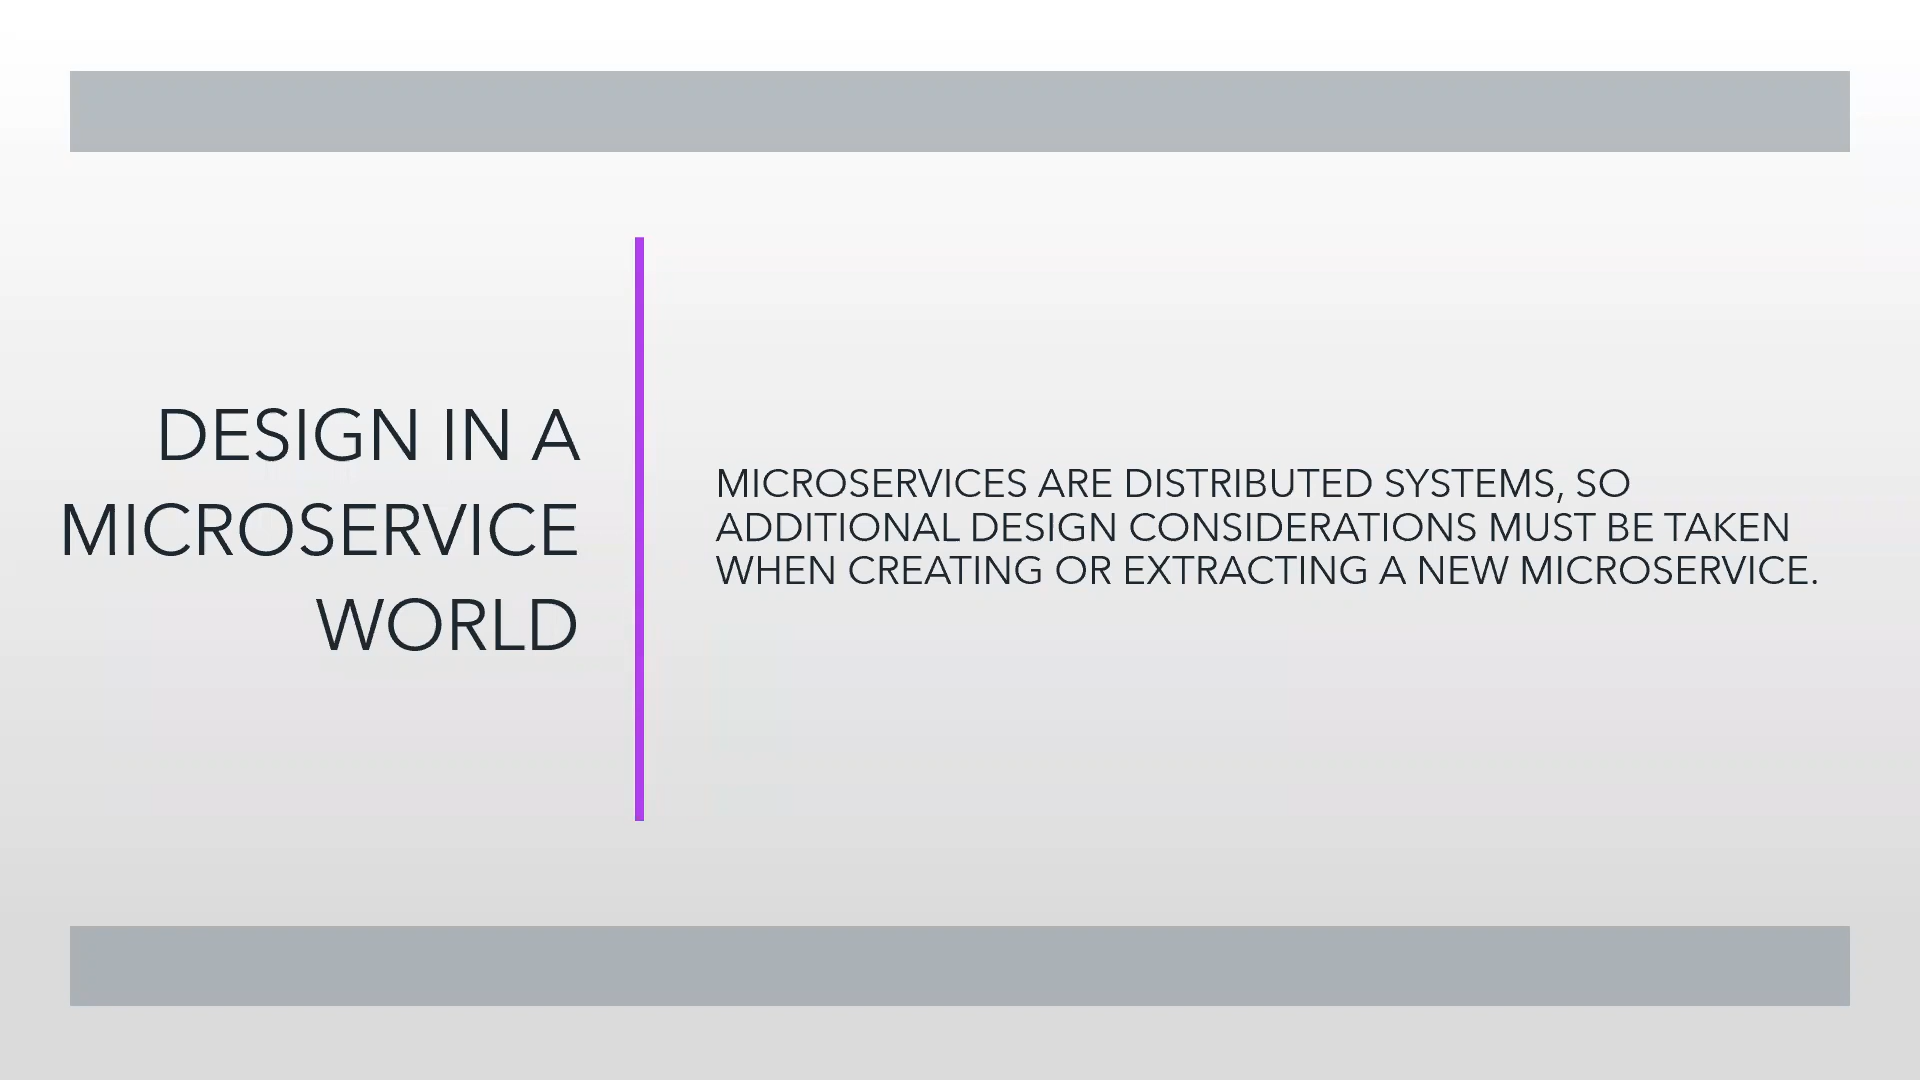 DESIGN IN A
MICROSERVICE
WORLD
MICROSERVICES ARE DISTRIBUTED SYSTEMS, SO
ADDITIONAL DESIGN CONSIDERATIONS MUST BE TAKEN
WHEN CREATING OR EXTRACTING A NEW MICROSERVICE.